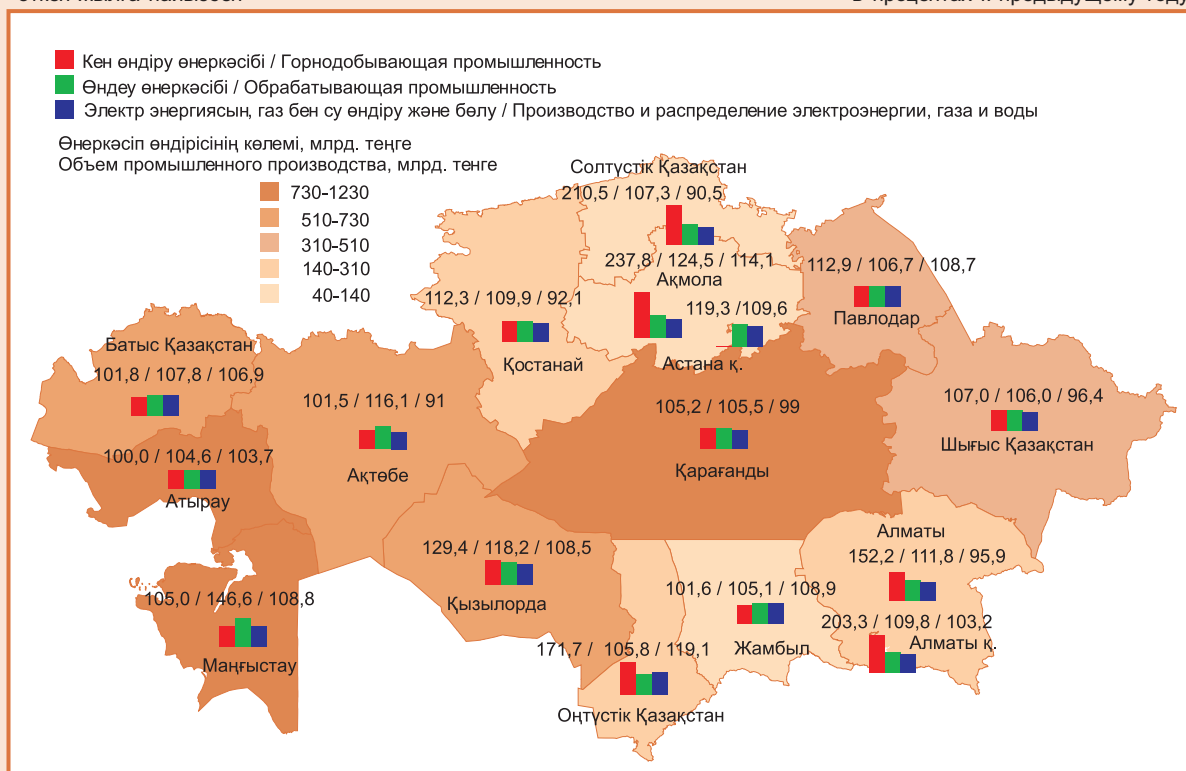 в процентах к предыдущему году
Кен өндіру өнеркәсібі / Горнодобывающая промышленность
Өңдеу өнеркәсібі / Обрабатывающая промышленность
Электр энергиясын, газ бен су өндіру және бөлу / Производство и распределение электроэнергии, газа и воды
Өнеркәсіп өндірісінің көлемі, млрд. теңге
Объем промышленного производства, млрд. тенге
730-1230
510-730
310-510
140-310
40-140
Солтүстік Қазақстан
210,5 / 107,3 / 90,5
237,8 / 124,5 / 114,1
Ақмола
119,3 /109,6
Астана қ.
112,3 / 109,9 / 92,1
Қостанай
112,9 / 106,7 / 108,7
Павлодар
Батыс Қазақстан
101,8 / 107,8 / 106,9
101,5 / 116,1 / 91
Ақтөбе
105,2 / 105,5 / 99
Қарағанды
107,0 / 106,0 / 96,4
Шығыс Қазақстан
100,0 / 104,6 / 103,7
Атырау
105,0 / 146,6 / 108,8
Маңғыстау
129,4 / 118,2 / 108,5
Қызылорда
171,7 / 105,8 / 119,1
Оңтүстік Қазақстан
101,6 / 105,1 / 108,9
Жамбыл
Алматы
152,2 / 111,8 / 95,9
203,3 / 109,8 / 103,2
Алматы қ.